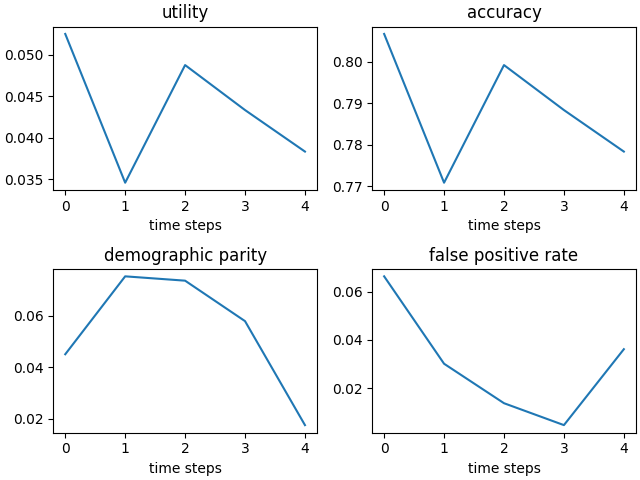 utility
accuracy
0.050
0.045
0.040
0.035
0 1 2 3 4
time steps
0.80
0.79
0.78
0.77
0 1 2 3 4
time steps
demographic parity
false positive rate
0.06
0.04
0.02
0 1 2 3 4
time steps
0.06
0.04
0.02
0 1 2 3 4
time steps